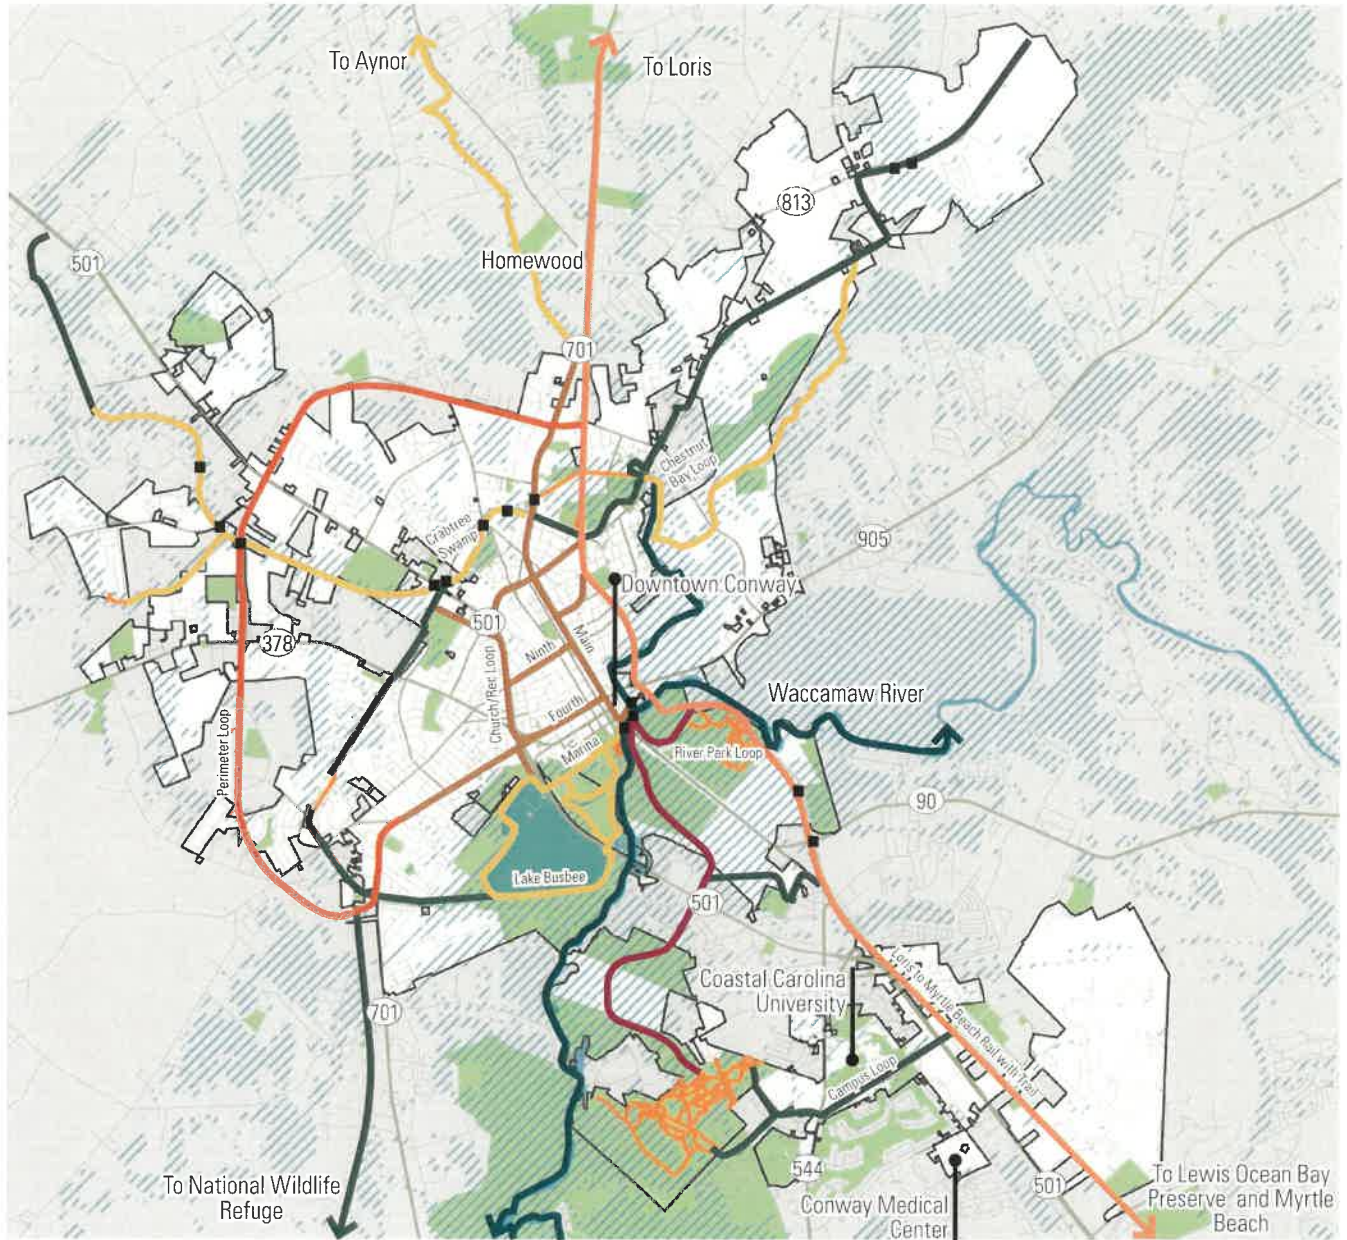 To Aynor
To Loris
813
501
Homewood
701
Chestnut
Bay Loop
Crabtree
Swamp
905
Downtown Conway
501
378
Main
Ninth
Church/Rec Loop
Fourth
Waccamaw River
Perimeter Loop
Marina
River Park Loop
90
Lake Busbee
501
Coastal Carolina
University
Loris to Myrtle Beach Rail with Trail
701
Campus Loop
544
501
To National Wildlife
Refuge
Conway Medical
Center
To Lewis Ocean Bay
Preserve and Myrtle
Beach